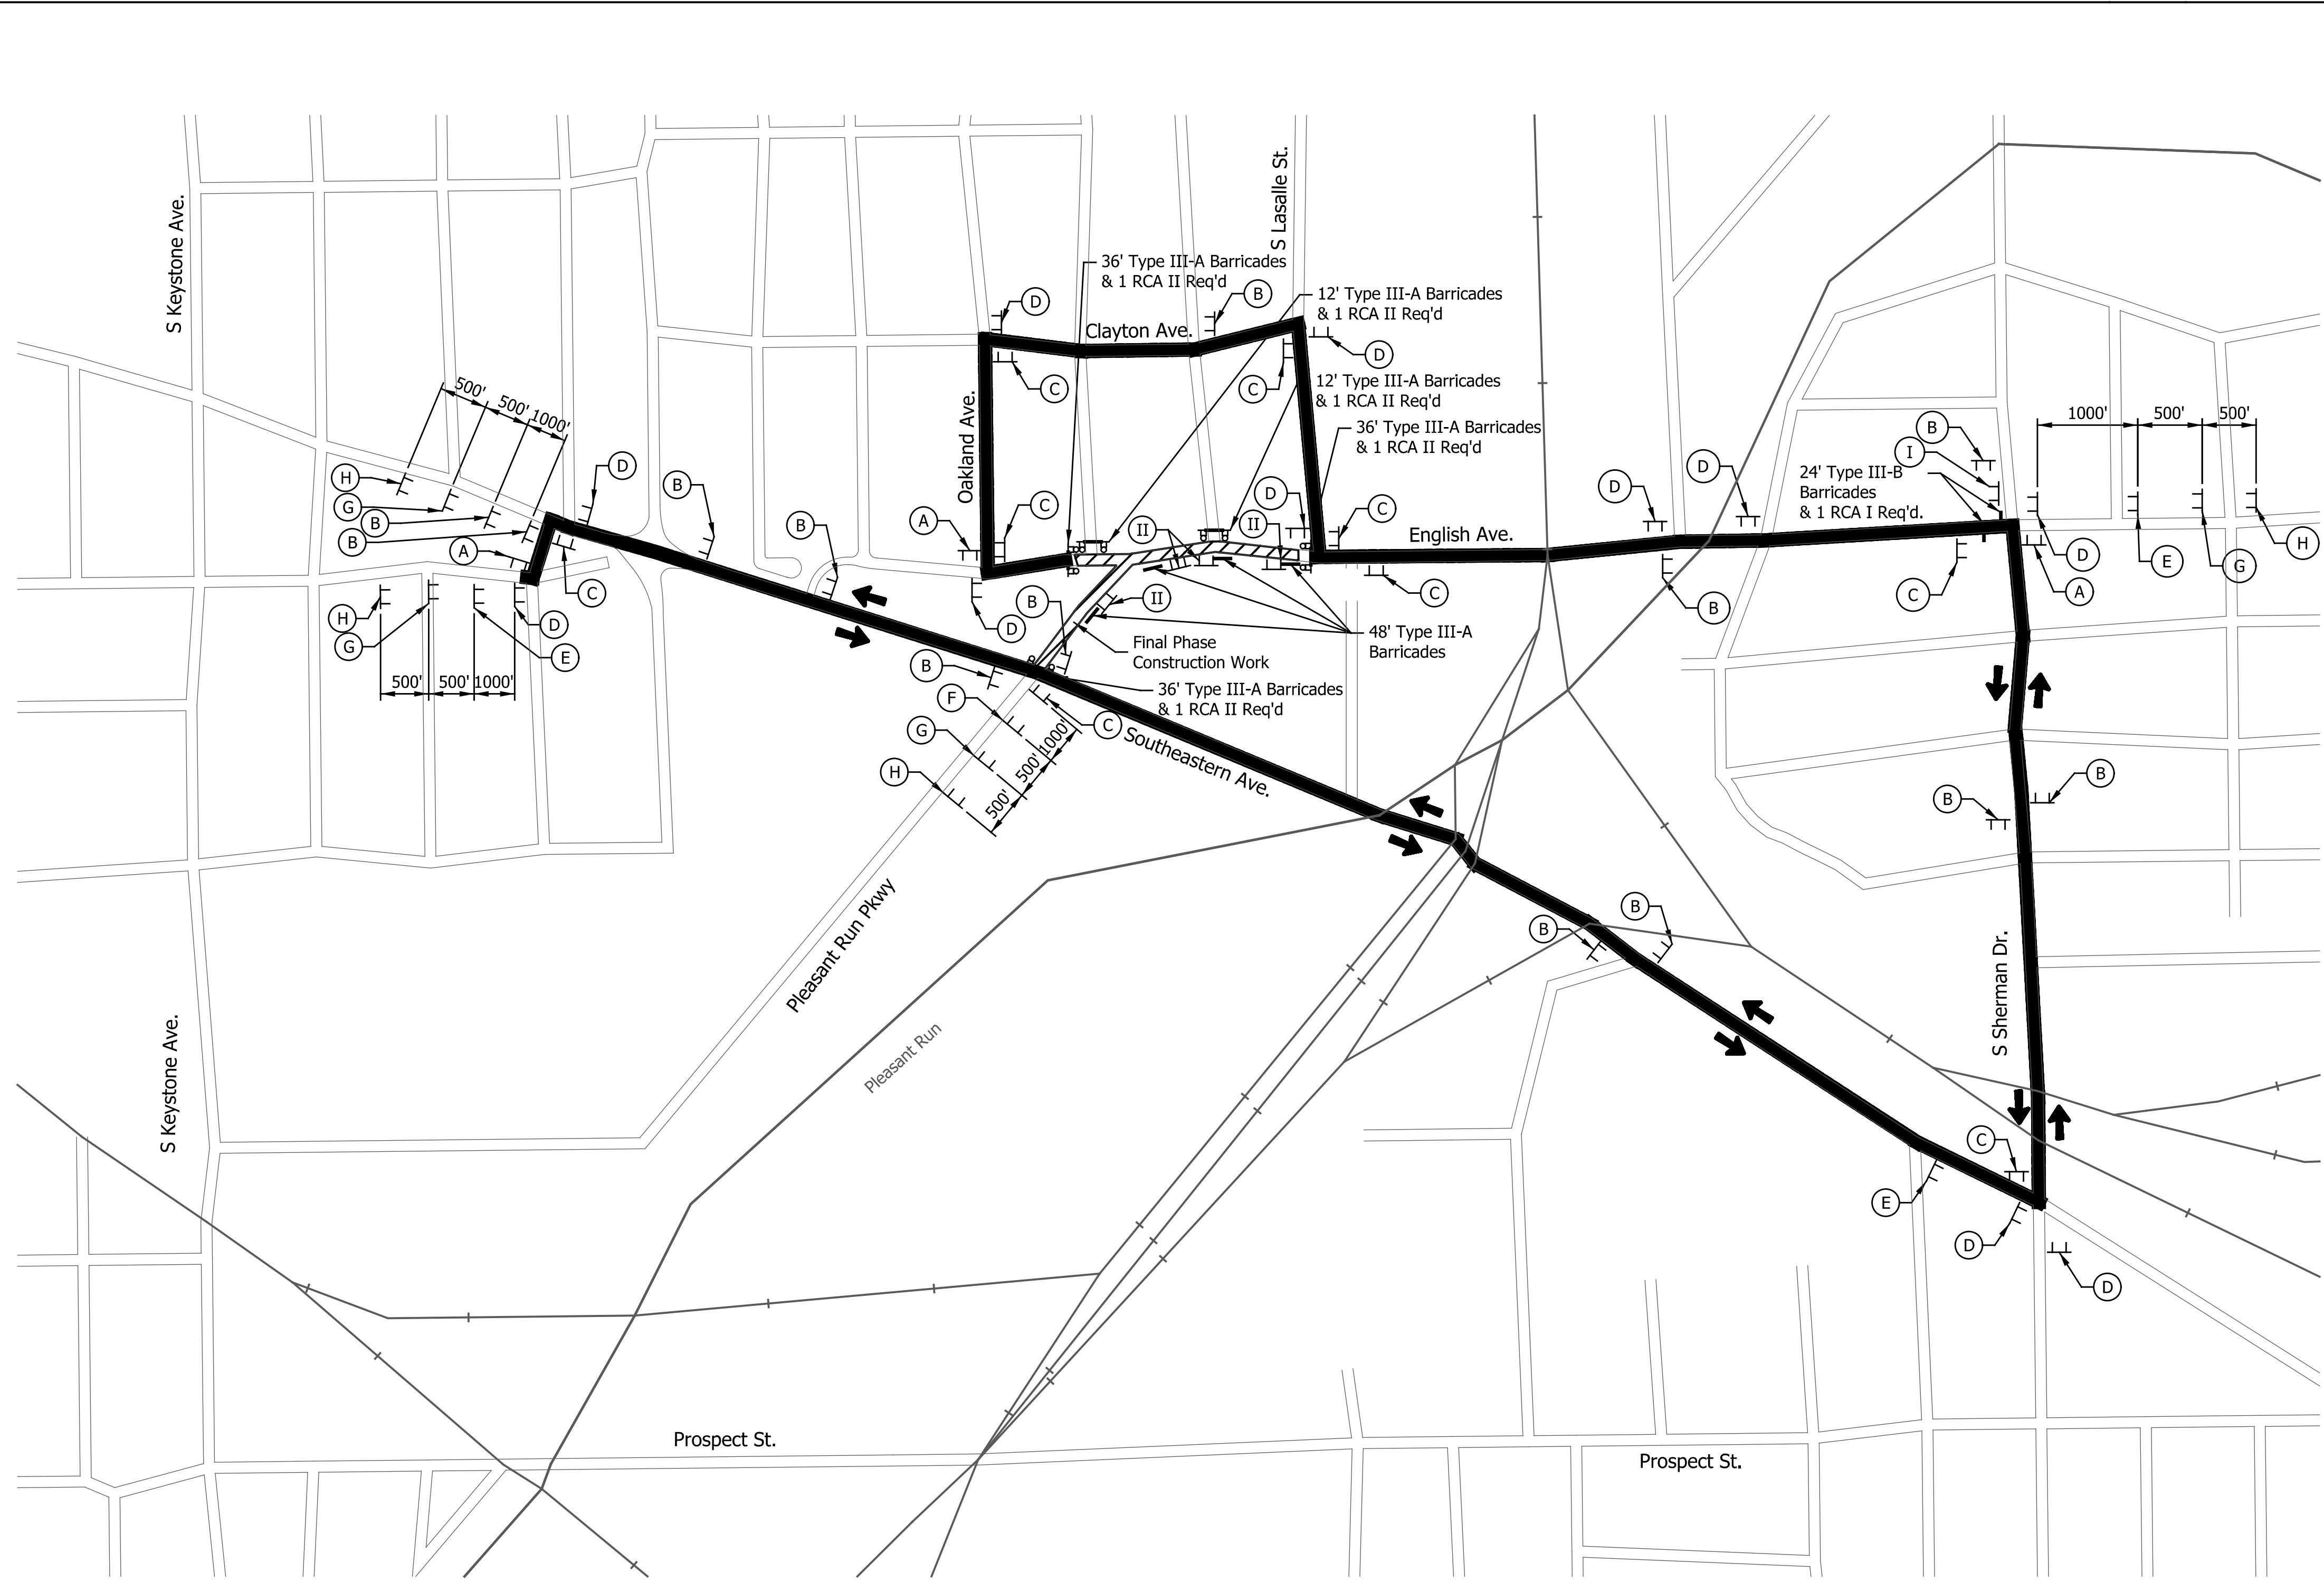 S Keystone Ave.
S Lasalle St.
36' Type III-A Barricades
& 1 RCA II Req'd
B
D
12' Type III-A Barricades
& 1 RCA II Req'd
Clayton Ave.
D
C
C
12' Type III-A Barricades
& 1 RCA II Req'd
Oakland Ave.
36' Type III-A Barricades
& 1 RCA II Req'd
500'
500'
1000'
H
G
B
B
A
D
B
B
C
A
C
D
II
II
C
English Ave.
D
D
B
I
24' Type III-B
Barricades
& 1 RCA I Req'd.
1000'
500'
500'
H
D
E
G
A
C
B
C
H
G
D
E
C
500'
500'
1000'
D
B
II
Final Phase
Construction Work
48' Type III-A
Barricades
B
36' Type III-A Barricades
& 1 RCA II Req'd
F
G
H
C
1000'
500'
500'
Southeastern Ave.
B
B
Pleasant Run Pkwy
Pleasant Run
B
B
S Sherman Dr.
S Keystone Ave.
C
E
D
D
Prospect St.
Prospect St.